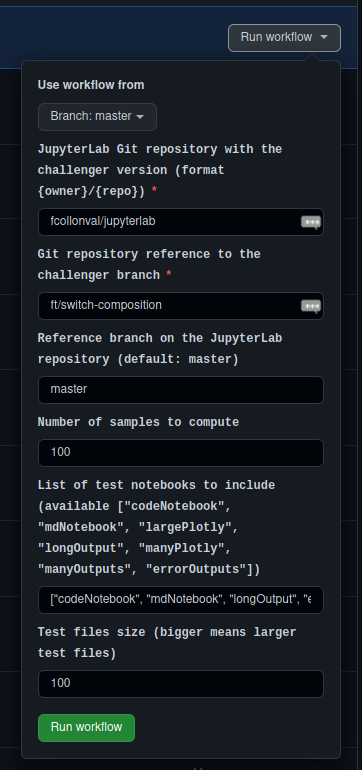 Run workflow
Use workflow from
Branch: master
JupyterLab Git repository with the
challenger version (format
{owner}/{repo}) *
fcollonval/jupyterlab
Git repository reference to the
challenger branch *
ft/switch-composition
Reference branch on the JupyterLab
repository (default: master)
master
Number of samples to compute
100
List of test notebooks to include
(available ["codeNotebook",
"mdNotebook", "largePlotly",
"longOutput", "manyPlotly",
"manyOutputs", "errorOutputs"])
["codeNotebook", "mdNotebook", "longOutput", "e
Test files size (bigger means larger
test files)
100
Run workflow